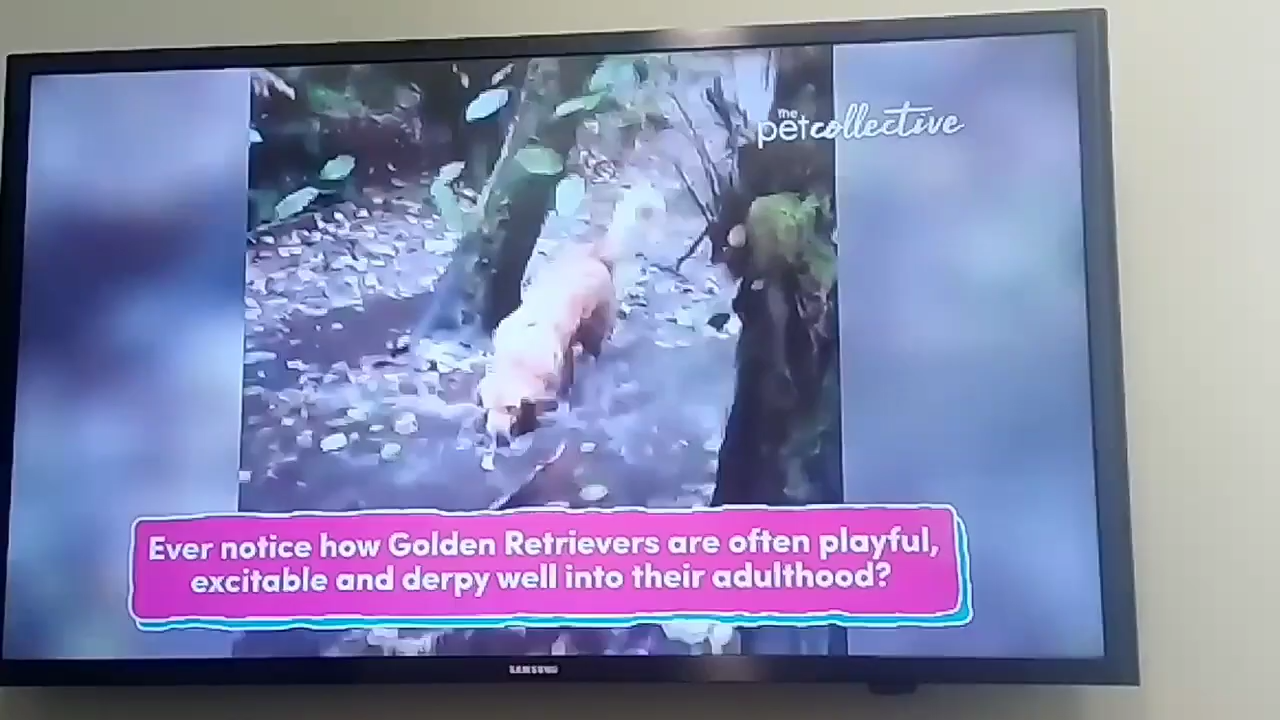 the
petcollective
Ever notice how Golden Retrievers are often playful,
excitable and derpy well into their adulthood?
SAMSUNG